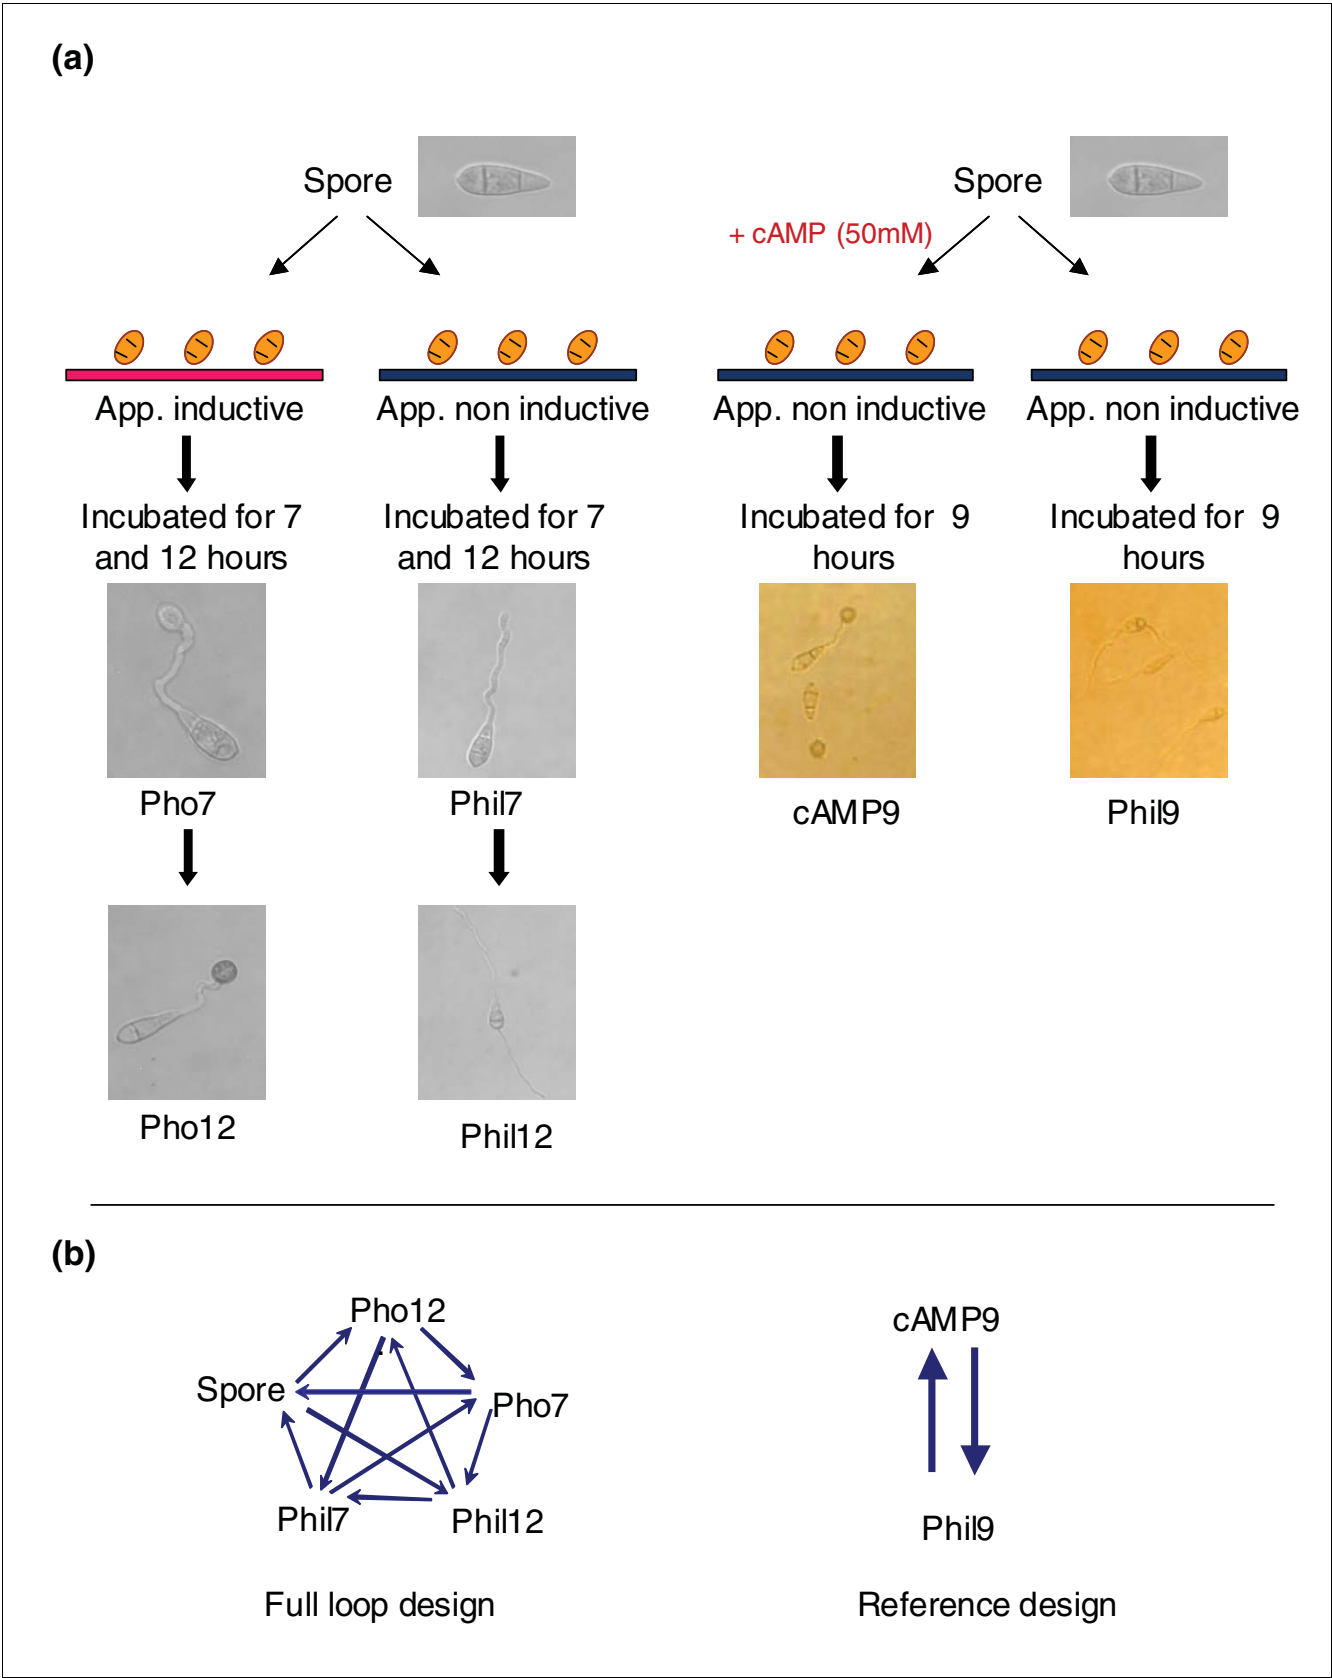 (a)
Spore
Spore
+ cAMP (50mM)
App. inductive
App. non inductive
App. non inductive
App. non inductive
Incubated for 7
and 12 hours
Incubated for 7
and 12 hours
Incubated for 9
hours
Incubated for 9
hours
Pho7
Phil7
cAMP9
Phil9
Pho12
Phil12
(b)
Pho12
Spore
Pho7
Phil7
Phil12
Full loop design
cAMP9
Phil9
Reference design